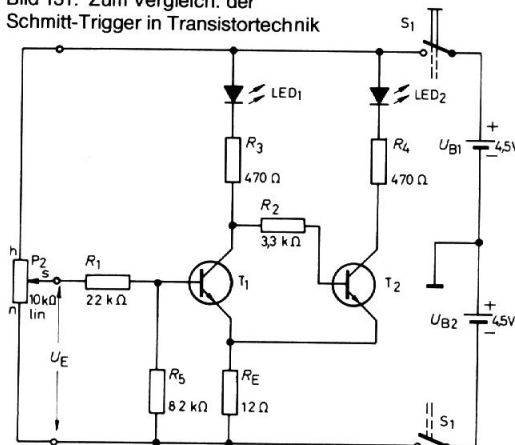 Bild 131. Zum Vergleich: der
Schmitt-Trigger in Transistortechnik
S1
LED1
LED2
R3
470 Ω
R4
470 Ω
UB1
+
4,5V
−
R2
3,3 kΩ
h
P2
s
10kΩ
lin
n
R1
22 kΩ
T1
T2
UE
R5
8 2 kΩ
RE
12 Ω
UB2
+
4,5V
−
S1